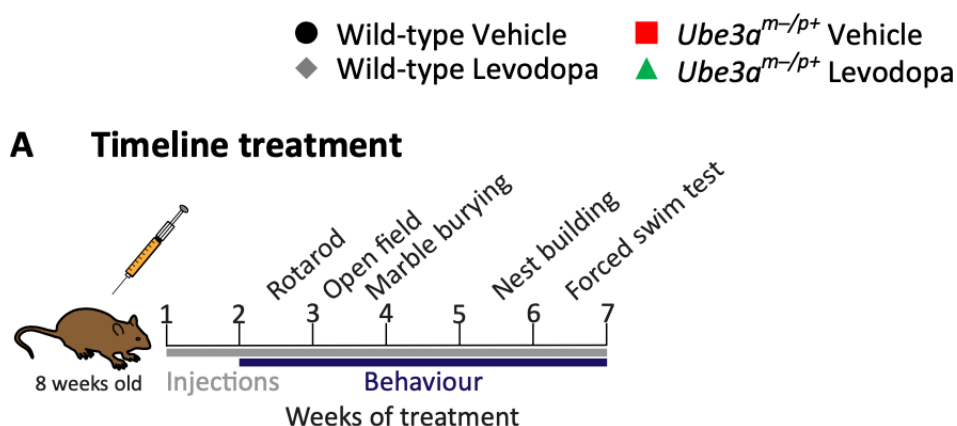 ● Wild-type Vehicle ■ Ube3a^m–/p+ Vehicle
◆ Wild-type Levodopa ▲ Ube3a^m–/p+ Levodopa
A Timeline treatment
Rotarod
Open field
Marble burying
Nest building
Forced swim test
1 2 3 4 5 6 7
8 weeks old Injections Behaviour
Weeks of treatment